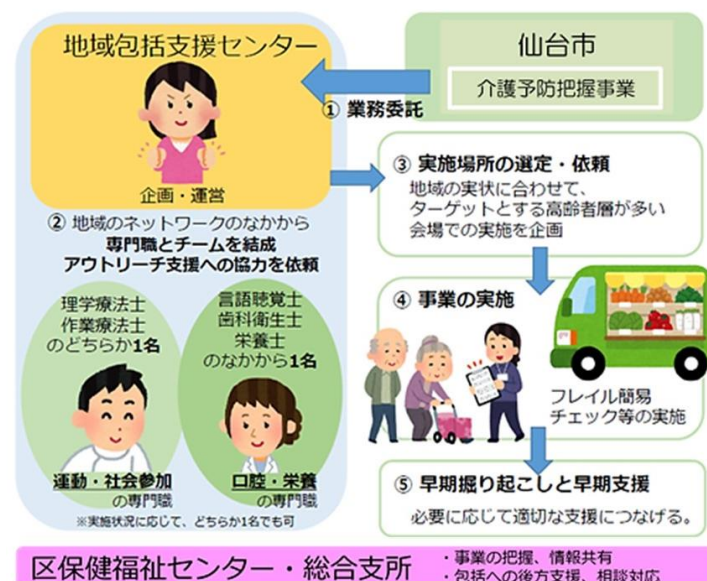 地域包括支援センター
企画・運営
仙台市
介護予防把握事業
① 業務委託
② 地域のネットワークのなかから
専門職とチームを結成
アウトリーチ支援への協力を依頼
理学療法士
作業療法士
のどちらか1名
運動・社会参加
の専門職
言語聴覚士
歯科衛生士
栄養士
のなかから1名
口腔・栄養
の専門職
※実施状況に応じて、どちらか1名でも可
③ 実施場所の選定・依頼
地域の実状に合わせて、
ターゲットとする高齢者層が多い
会場での実施を企画
④ 事業の実施
フレイル簡易
チェック等の実施
⑤ 早期掘り起こしと早期支援
必要に応じて適切な支援につなげる。
区保健福祉センター・総合支所
・事業の把握、情報共有
・包括への後方支援、相談対応